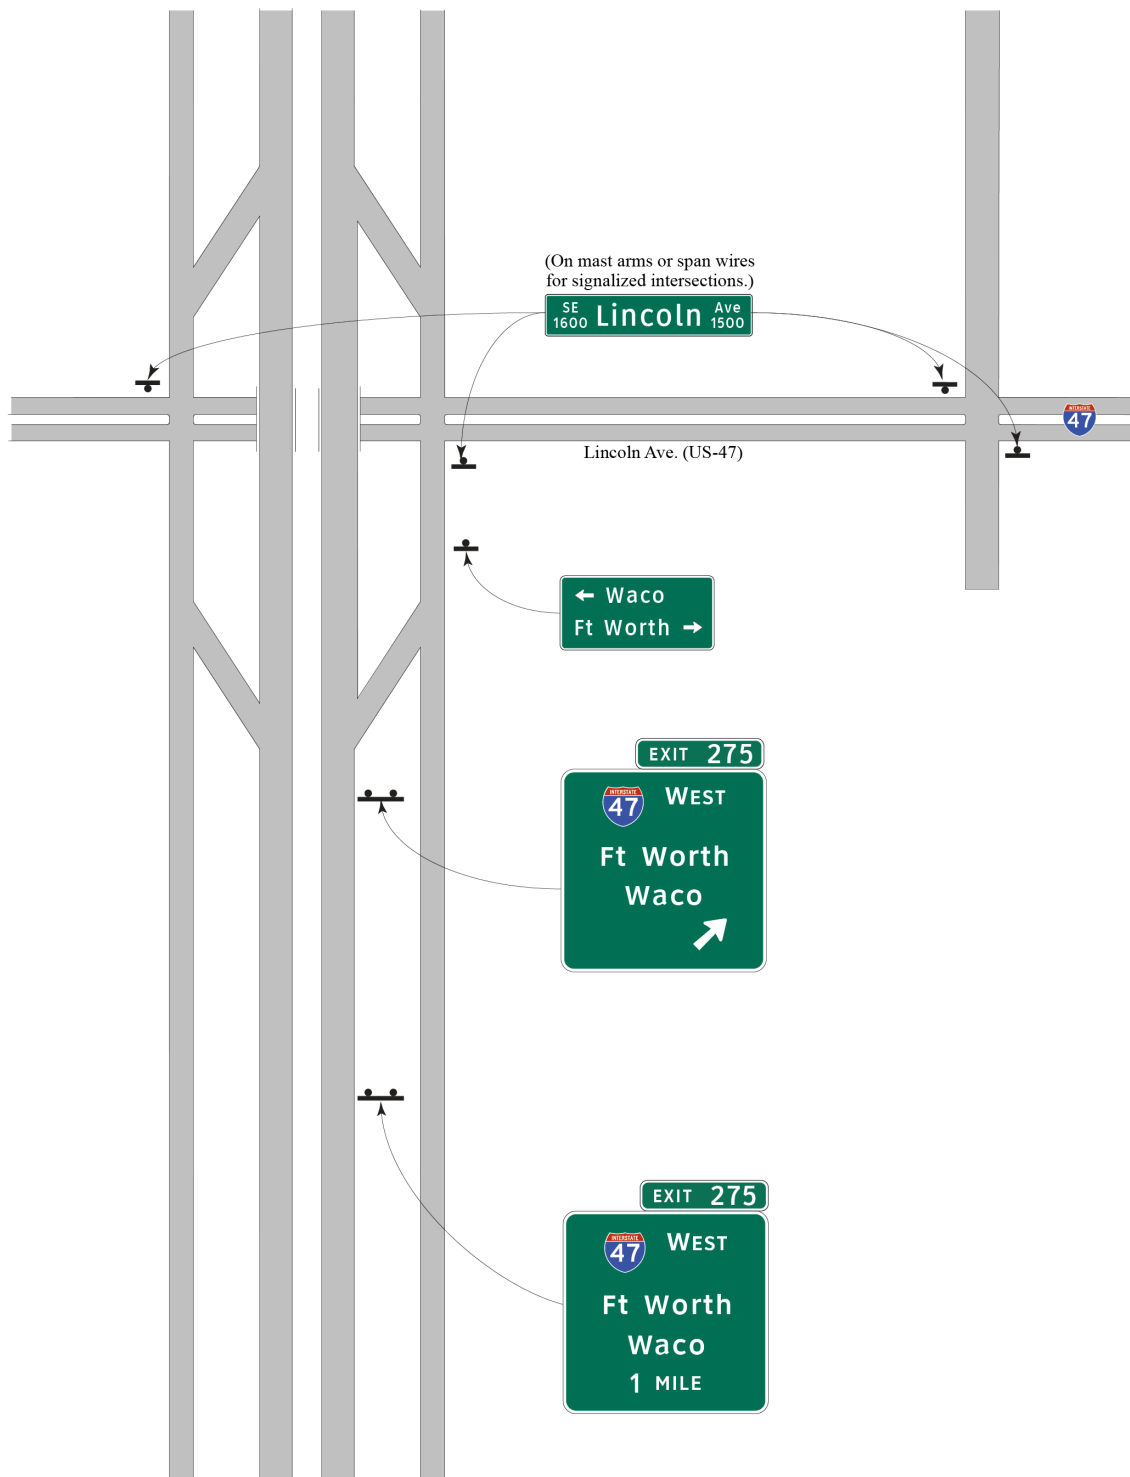 (On mast arms or span wires
for signalized intersections.)
SE
1600
Lincoln
Ave
1500
INTERSTATE
47
Lincoln Ave. (US-47)
← Waco
Ft Worth →
EXIT 275
INTERSTATE
47
WEST
Ft Worth
Waco
EXIT 275
INTERSTATE
47
WEST
Ft Worth
Waco
1 MILE